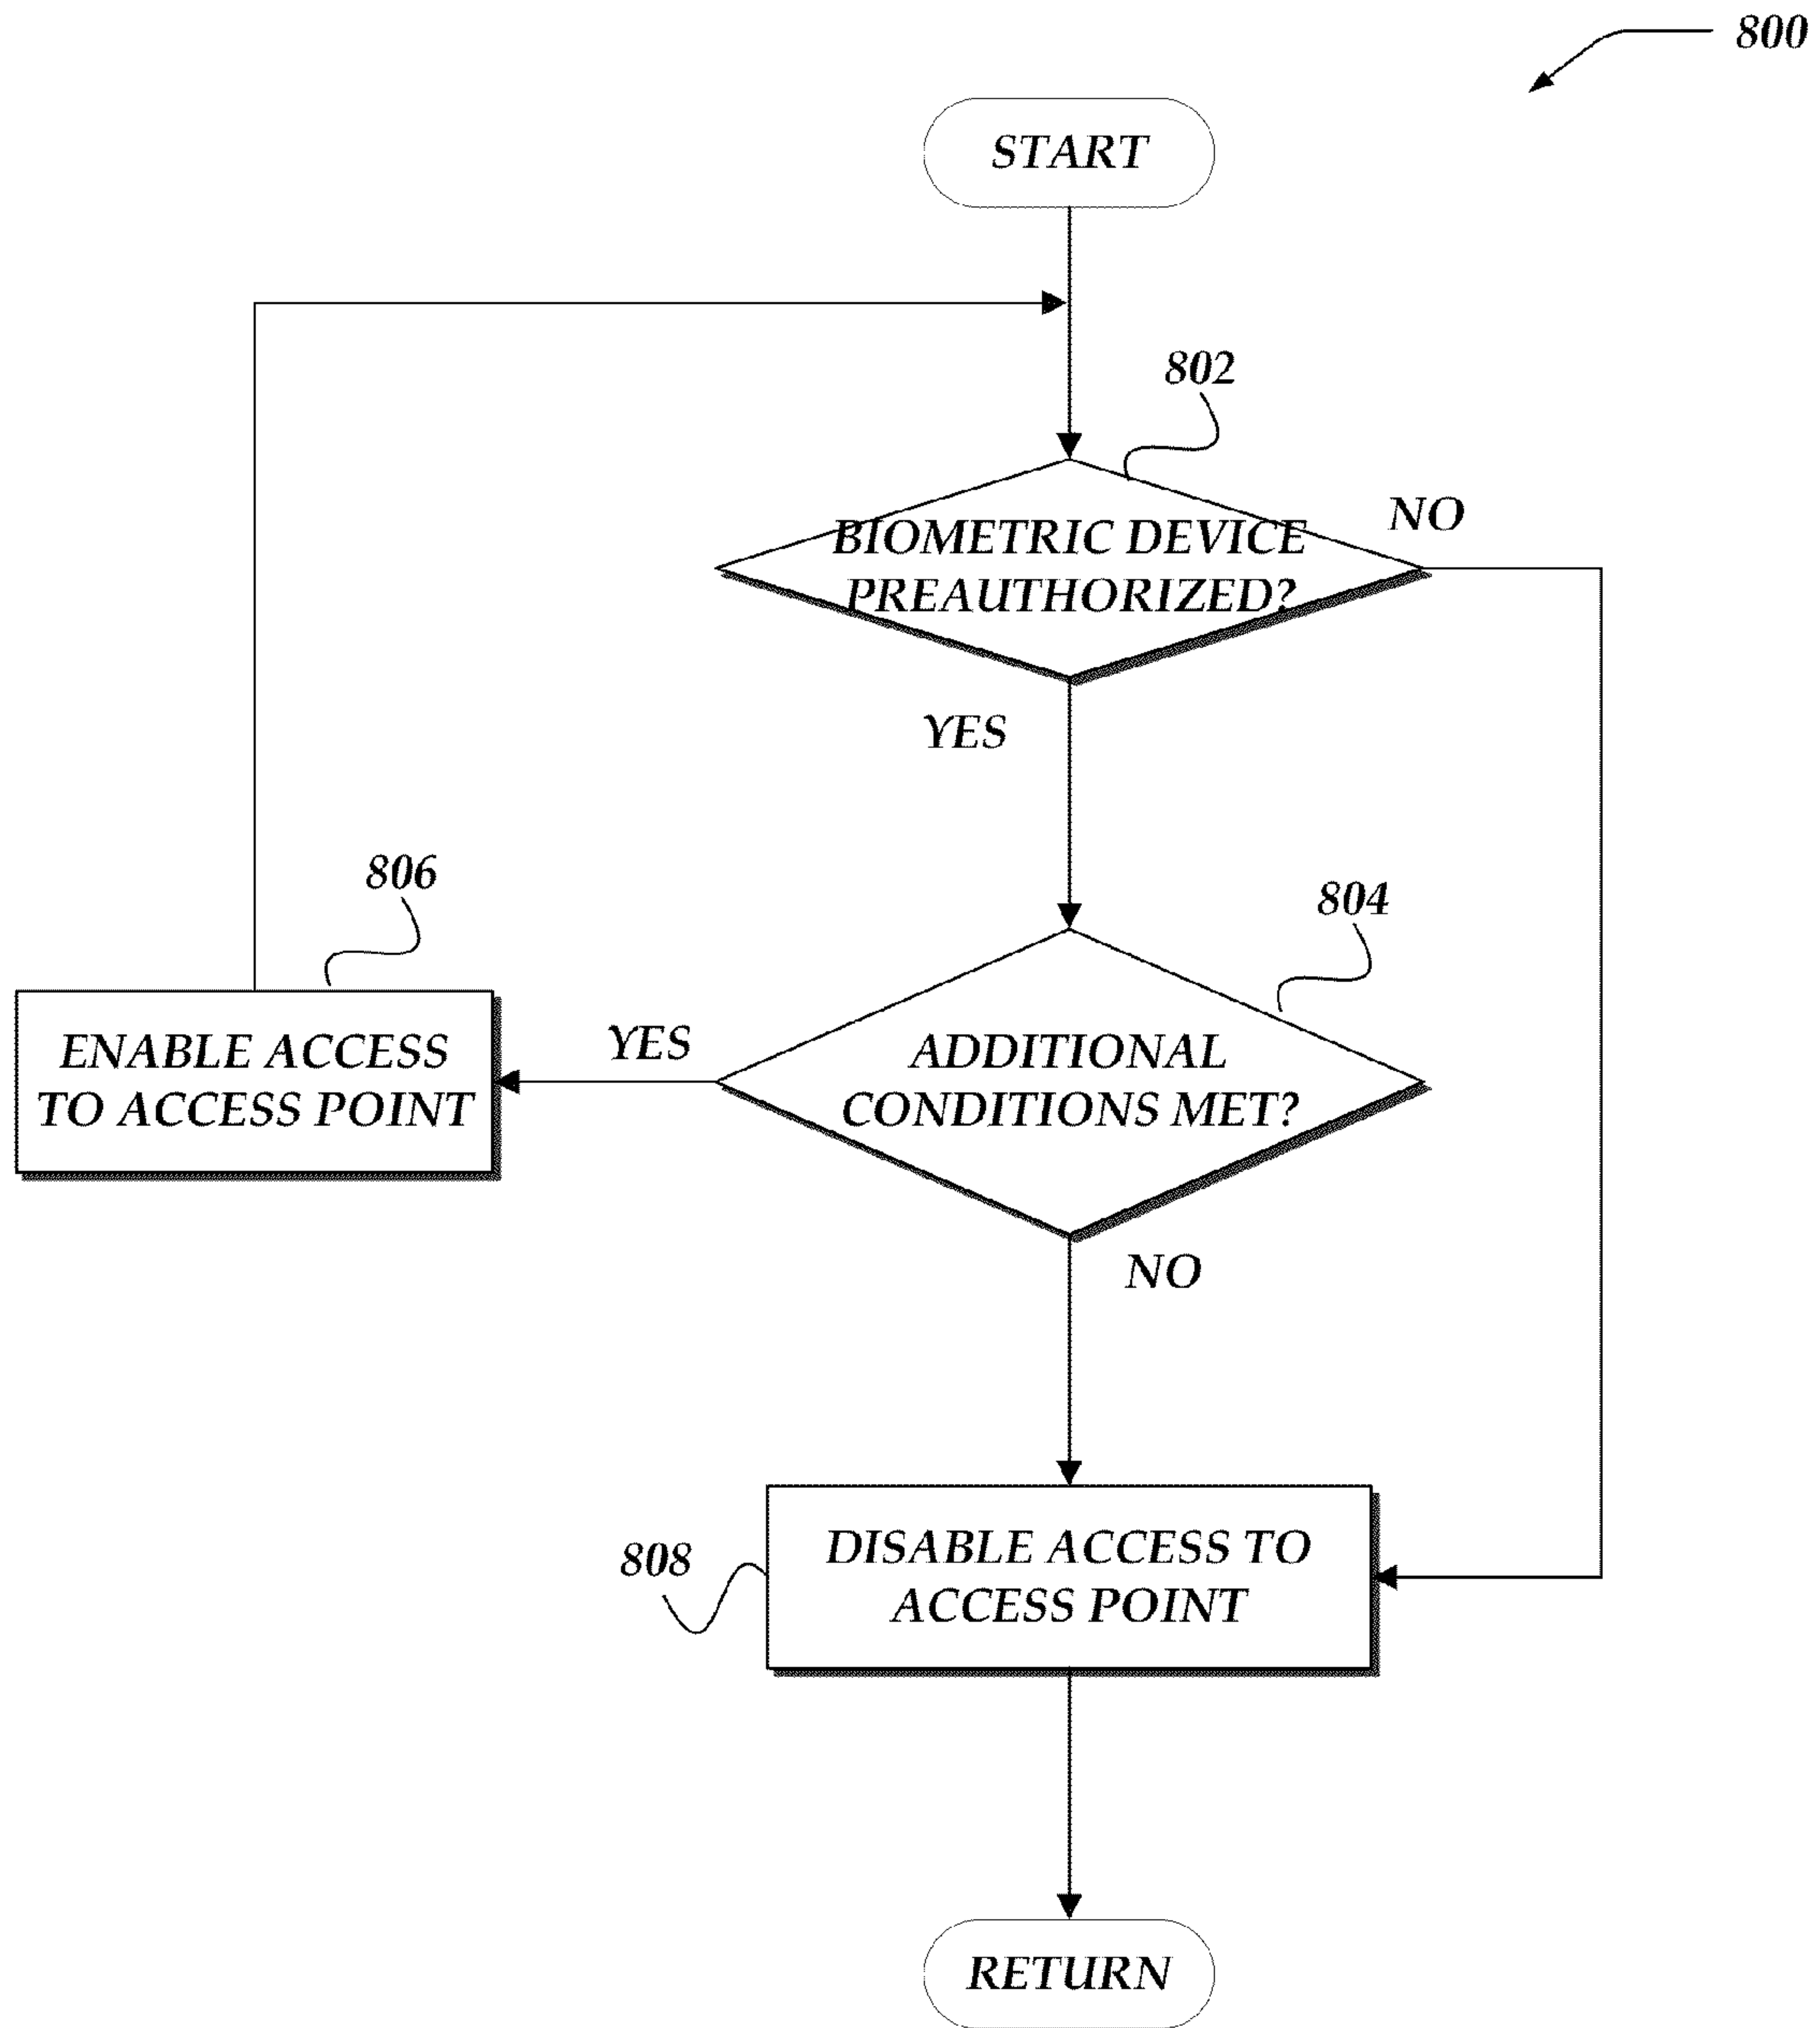 800
START
802
BIOMETRIC DEVICE
PREAUTHORIZED?
NO
YES
806
804
ENABLE ACCESS
TO ACCESS POINT
YES
ADDITIONAL
CONDITIONS MET?
NO
808
DISABLE ACCESS TO
ACCESS POINT
RETURN